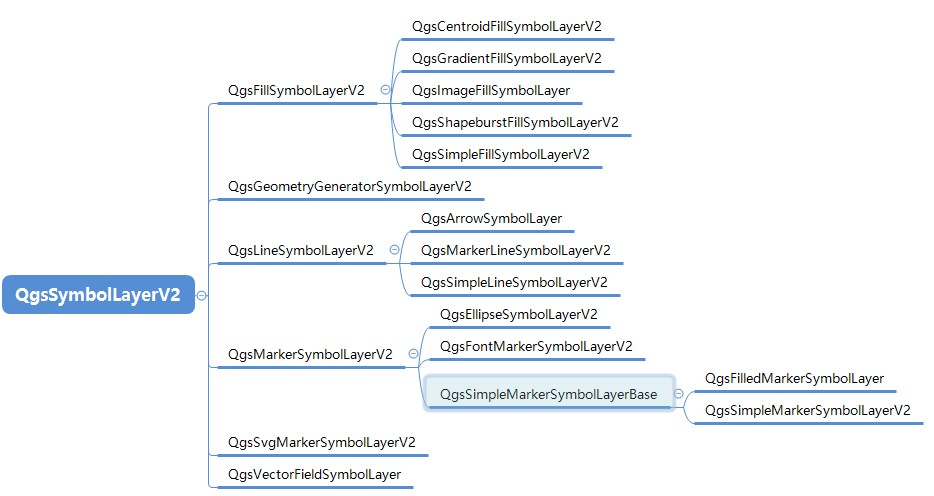 QgsSymbolLayerV2
QgsFillSymbolLayerV2
QgsCentroidFillSymbolLayerV2
QgsGradientFillSymbolLayerV2
QgsImageFillSymbolLayer
QgsShapeburstFillSymbolLayerV2
QgsSimpleFillSymbolLayerV2
QgsGeometryGeneratorSymbolLayerV2
QgsLineSymbolLayerV2
QgsArrowSymbolLayer
QgsMarkerLineSymbolLayerV2
QgsSimpleLineSymbolLayerV2
QgsMarkerSymbolLayerV2
QgsEllipseSymbolLayerV2
QgsFontMarkerSymbolLayerV2
QgsSimpleMarkerSymbolLayerBase
QgsFilledMarkerSymbolLayer
QgsSimpleMarkerSymbolLayerV2
QgsSvgMarkerSymbolLayerV2
QgsVectorFieldSymbolLayer